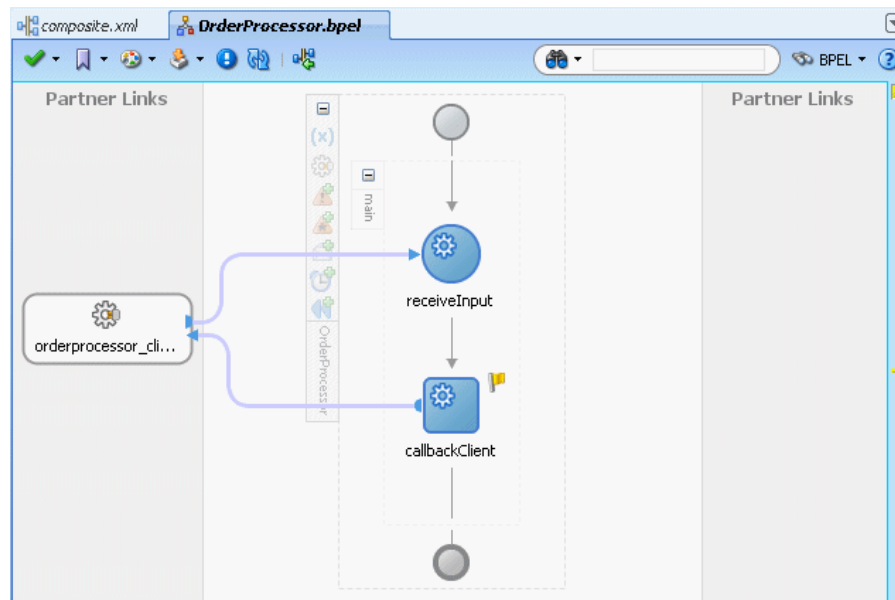 composite.xml
OrderProcessor.bpel
BPEL
Partner Links
Partner Links
(x)
main
receiveInput
orderprocessor_cli...
OrderProcessor
callbackClient